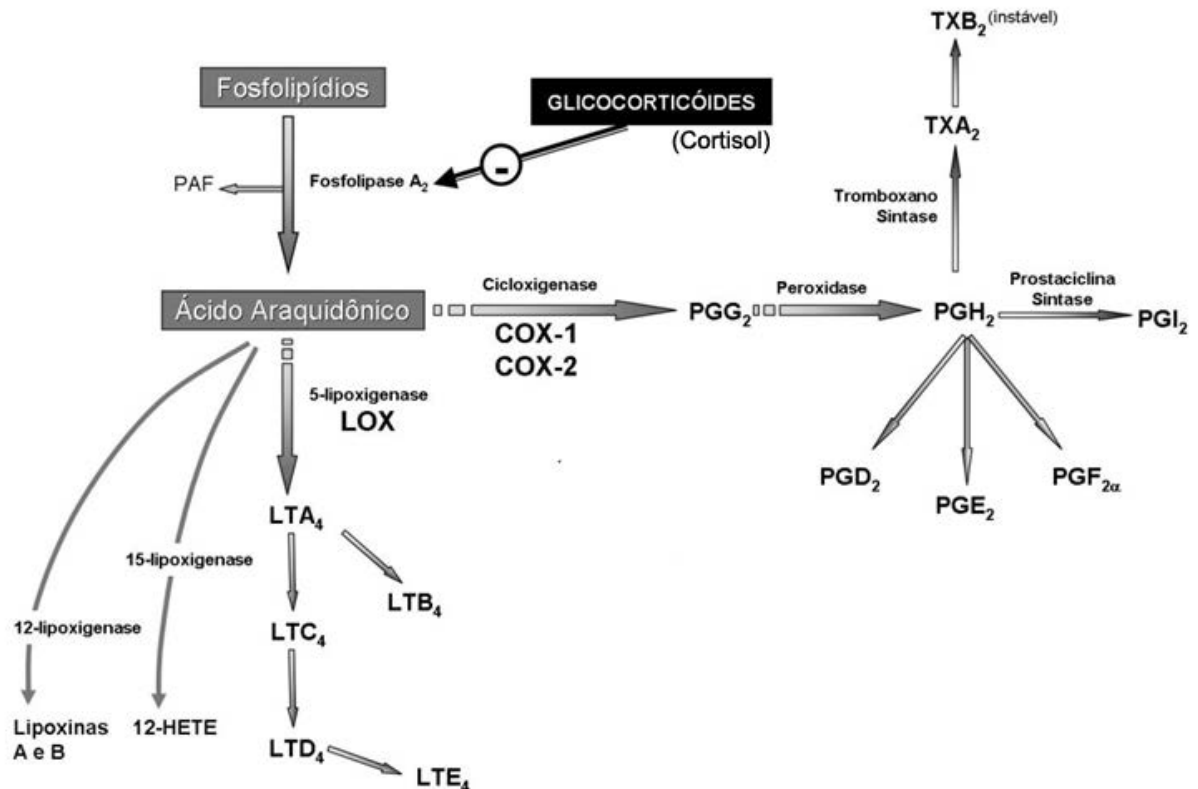 TXB₂ (instável)
Fosfolipídios
GLICOCORTICÓIDES
(Cortisol)
TXA₂
PAF
Fosfolipase A₂
Tromboxano
Sintase
Ácido Araquidônico
Cicloxigenase
COX-1
COX-2
PGG₂
Peroxidase
PGH₂
Prostaciclina
Sintase
PGI₂
5-lipoxigenase
LOX
PGD₂
PGE₂
PGF₂α
LTA₄
15-lipoxigenase
LTB₄
12-lipoxigenase
LTC₄
Lipoxinas
A e B
12-HETE
LTD₄
LTE₄